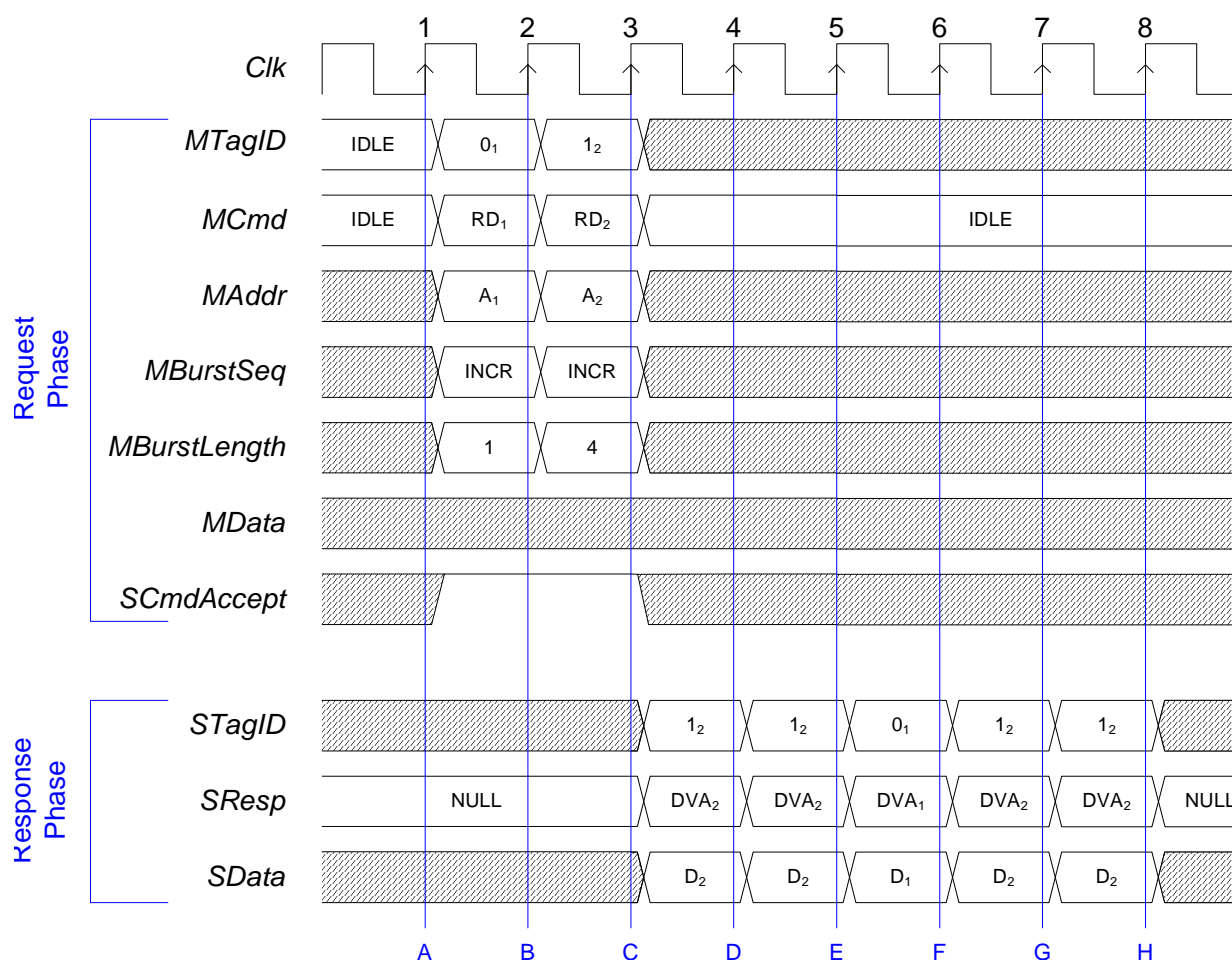 1 2 3 4 5 6 7 8
Clk
Request Phase
MTagID IDLE 0₁ 1₂
MCmd IDLE RD₁ RD₂ IDLE
MAddr A₁ A₂
MBurstSeq INCR INCR
MBurstLength 1 4
MData
SCmdAccept
Response Phase
STagID 1₂ 1₂ 0₁ 1₂ 1₂
SResp NULL DVA₂ DVA₂ DVA₁ DVA₂ DVA₂ NULL
SData D₂ D₂ D₁ D₂ D₂
A B C D E F G H